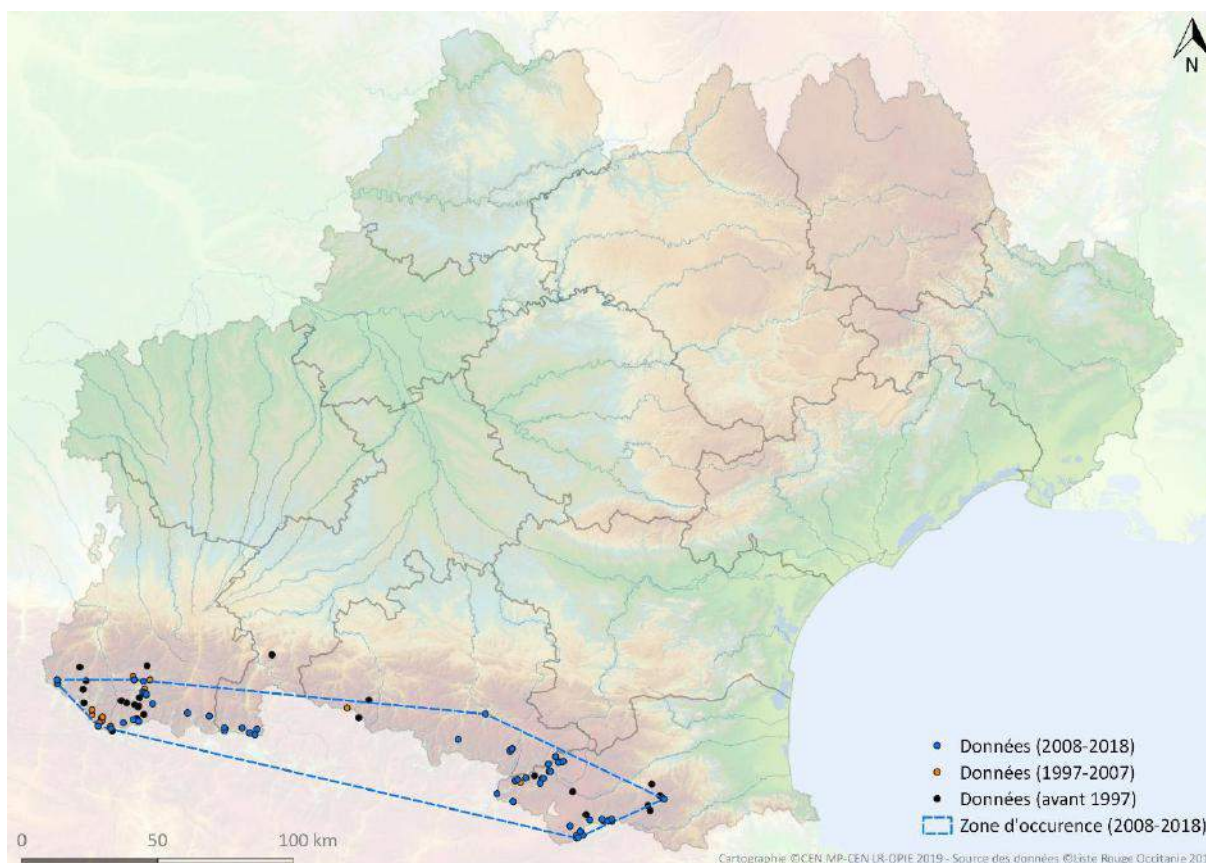 N
Données (2008-2018)
Données (1997-2007)
Données (avant 1997)
Zone d'occurence (2008-2018)
0 50 100 km
Cartographie ©CEN MP-CEN LR-OPIE 2019 - Source des données ©Liste Rouge Occitanie 201